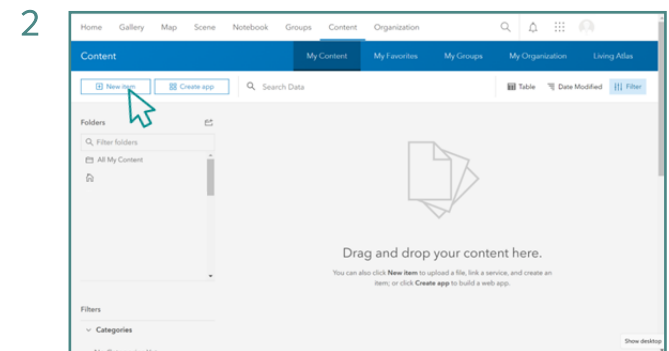 2
Home Gallery Map Scene Notebook Groups Content Organization
Content My Content My Favorites My Groups My Organization Living Atlas
New item Create app Search Data Table Date Modified Filter
Folders
Filter folders
All My Content
Drag and drop your content here.
You can also click New item to upload a file, link a service, and create an
item; or click Create app to build a web app.
Filters
Categories
Show desktop